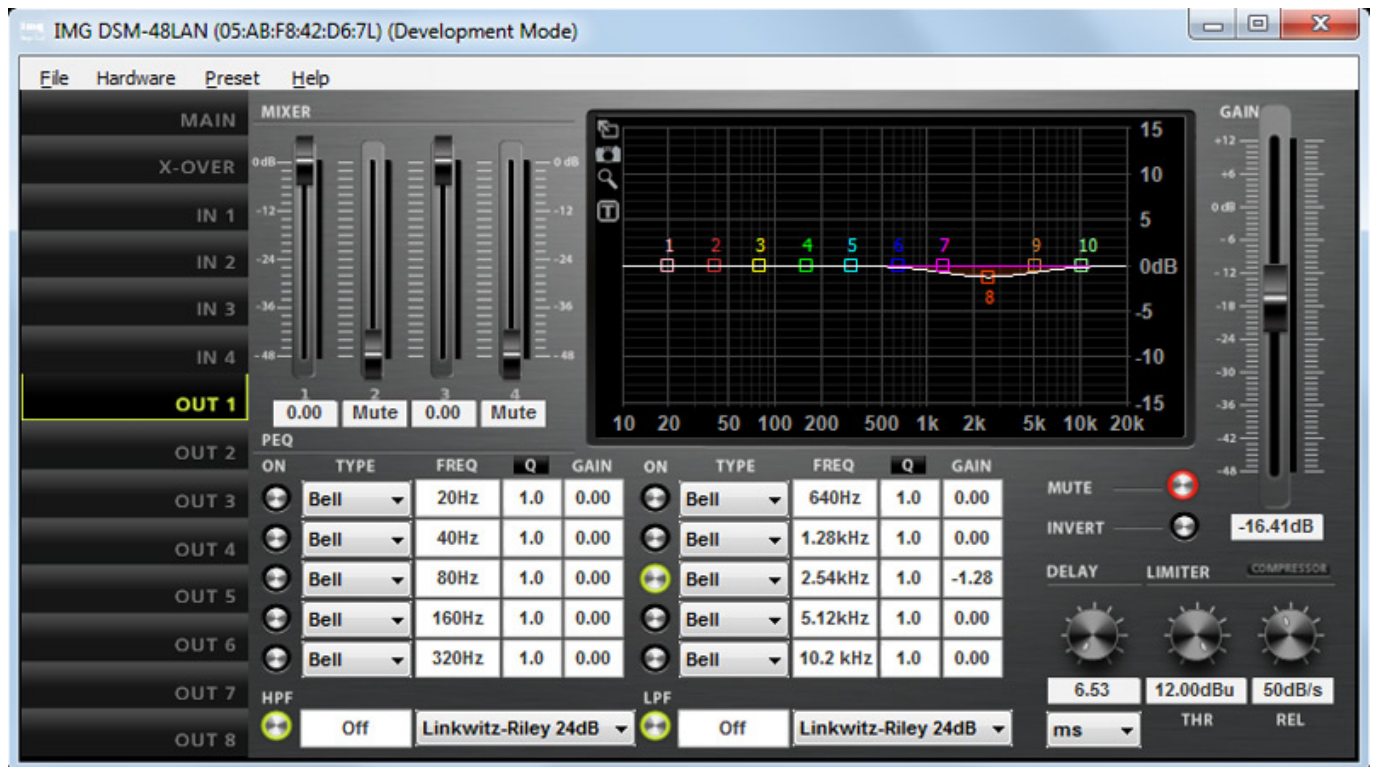 IMG DSM-48LAN (05:AB:F8:42:D6:7L) (Development Mode)
File Hardware Preset Help
MAIN
X-OVER
IN 1
IN 2
IN 3
IN 4
OUT 1
OUT 2
OUT 3
OUT 4
OUT 5
OUT 6
OUT 7
OUT 8
MIXER
0dB 0dB
-12 -12
-24 -24
-36 -36
-48 -48
1 2 3 4
0.00 Mute 0.00 Mute
T
15
10
5
0dB
-5
-10
-15
1 2 3 4 5 6 7 9 10
8
10 20 50 100 200 500 1k 2k 5k 10k 20k
GAIN
+12
+6
0dB
-6
-12
-18
-24
-30
-36
-42
-48
-16.41dB
PEQ
ON TYPE FREQ Q GAIN ON TYPE FREQ Q GAIN
Bell 20Hz 1.0 0.00 Bell 640Hz 1.0 0.00
Bell 40Hz 1.0 0.00 Bell 1.28kHz 1.0 0.00
Bell 80Hz 1.0 0.00 Bell 2.54kHz 1.0 -1.28
Bell 160Hz 1.0 0.00 Bell 5.12kHz 1.0 0.00
Bell 320Hz 1.0 0.00 Bell 10.2 kHz 1.0 0.00
HPF LPF
Off Linkwitz-Riley 24dB Off Linkwitz-Riley 24dB
MUTE
INVERT
DELAY LIMITER COMPRESSOR
6.53 12.00dBu 50dB/s
ms THR REL